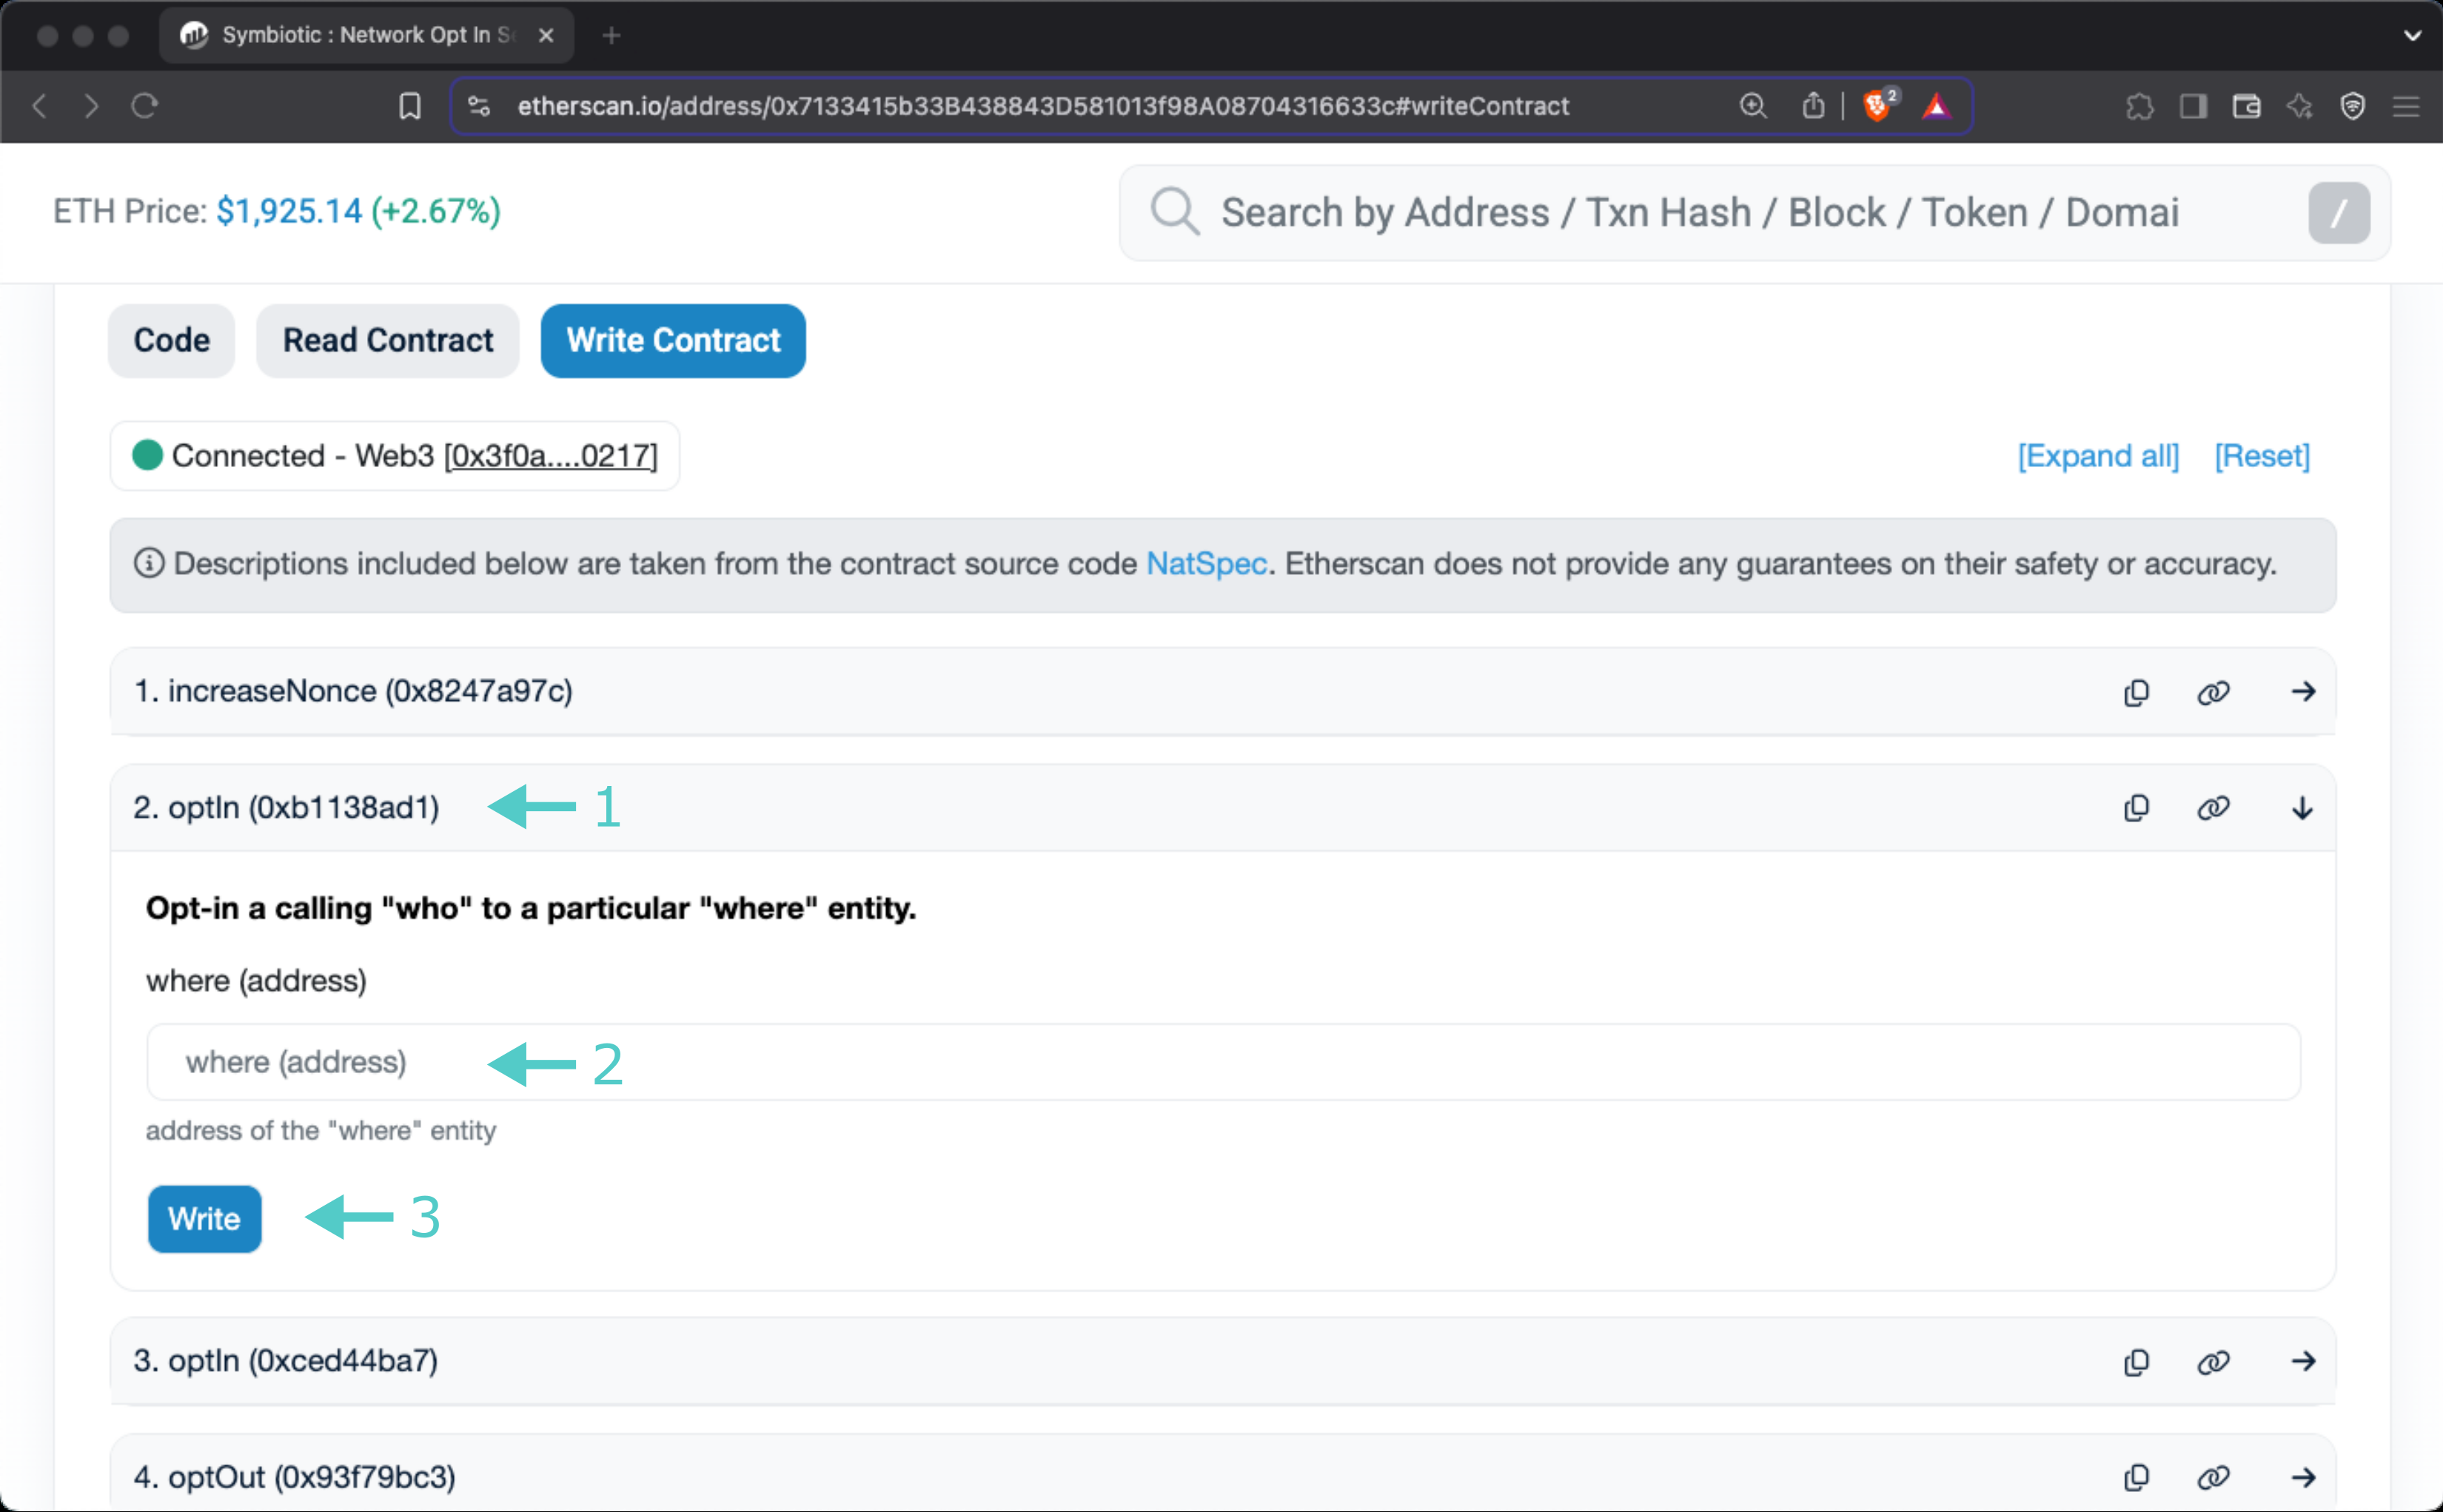 Symbiotic : Network Opt In S
etherscan.io/address/0x7133415b33B438843D581013f98A08704316633c#writeContract
2
ETH Price: $1,925.14 (+2.67%)
Search by Address / Txn Hash / Block / Token / Domai
/
Code
Read Contract
Write Contract
Connected - Web3 [0x3f0a....0217]
[Expand all]
[Reset]
Descriptions included below are taken from the contract source code NatSpec. Etherscan does not provide any guarantees on their safety or accuracy.
1. increaseNonce (0x8247a97c)
2. optIn (0xb1138ad1)
1
Opt-in a calling "who" to a particular "where" entity.
where (address)
where (address)
2
address of the "where" entity
Write
3
3. optIn (0xced44ba7)
4. optOut (0x93f79bc3)